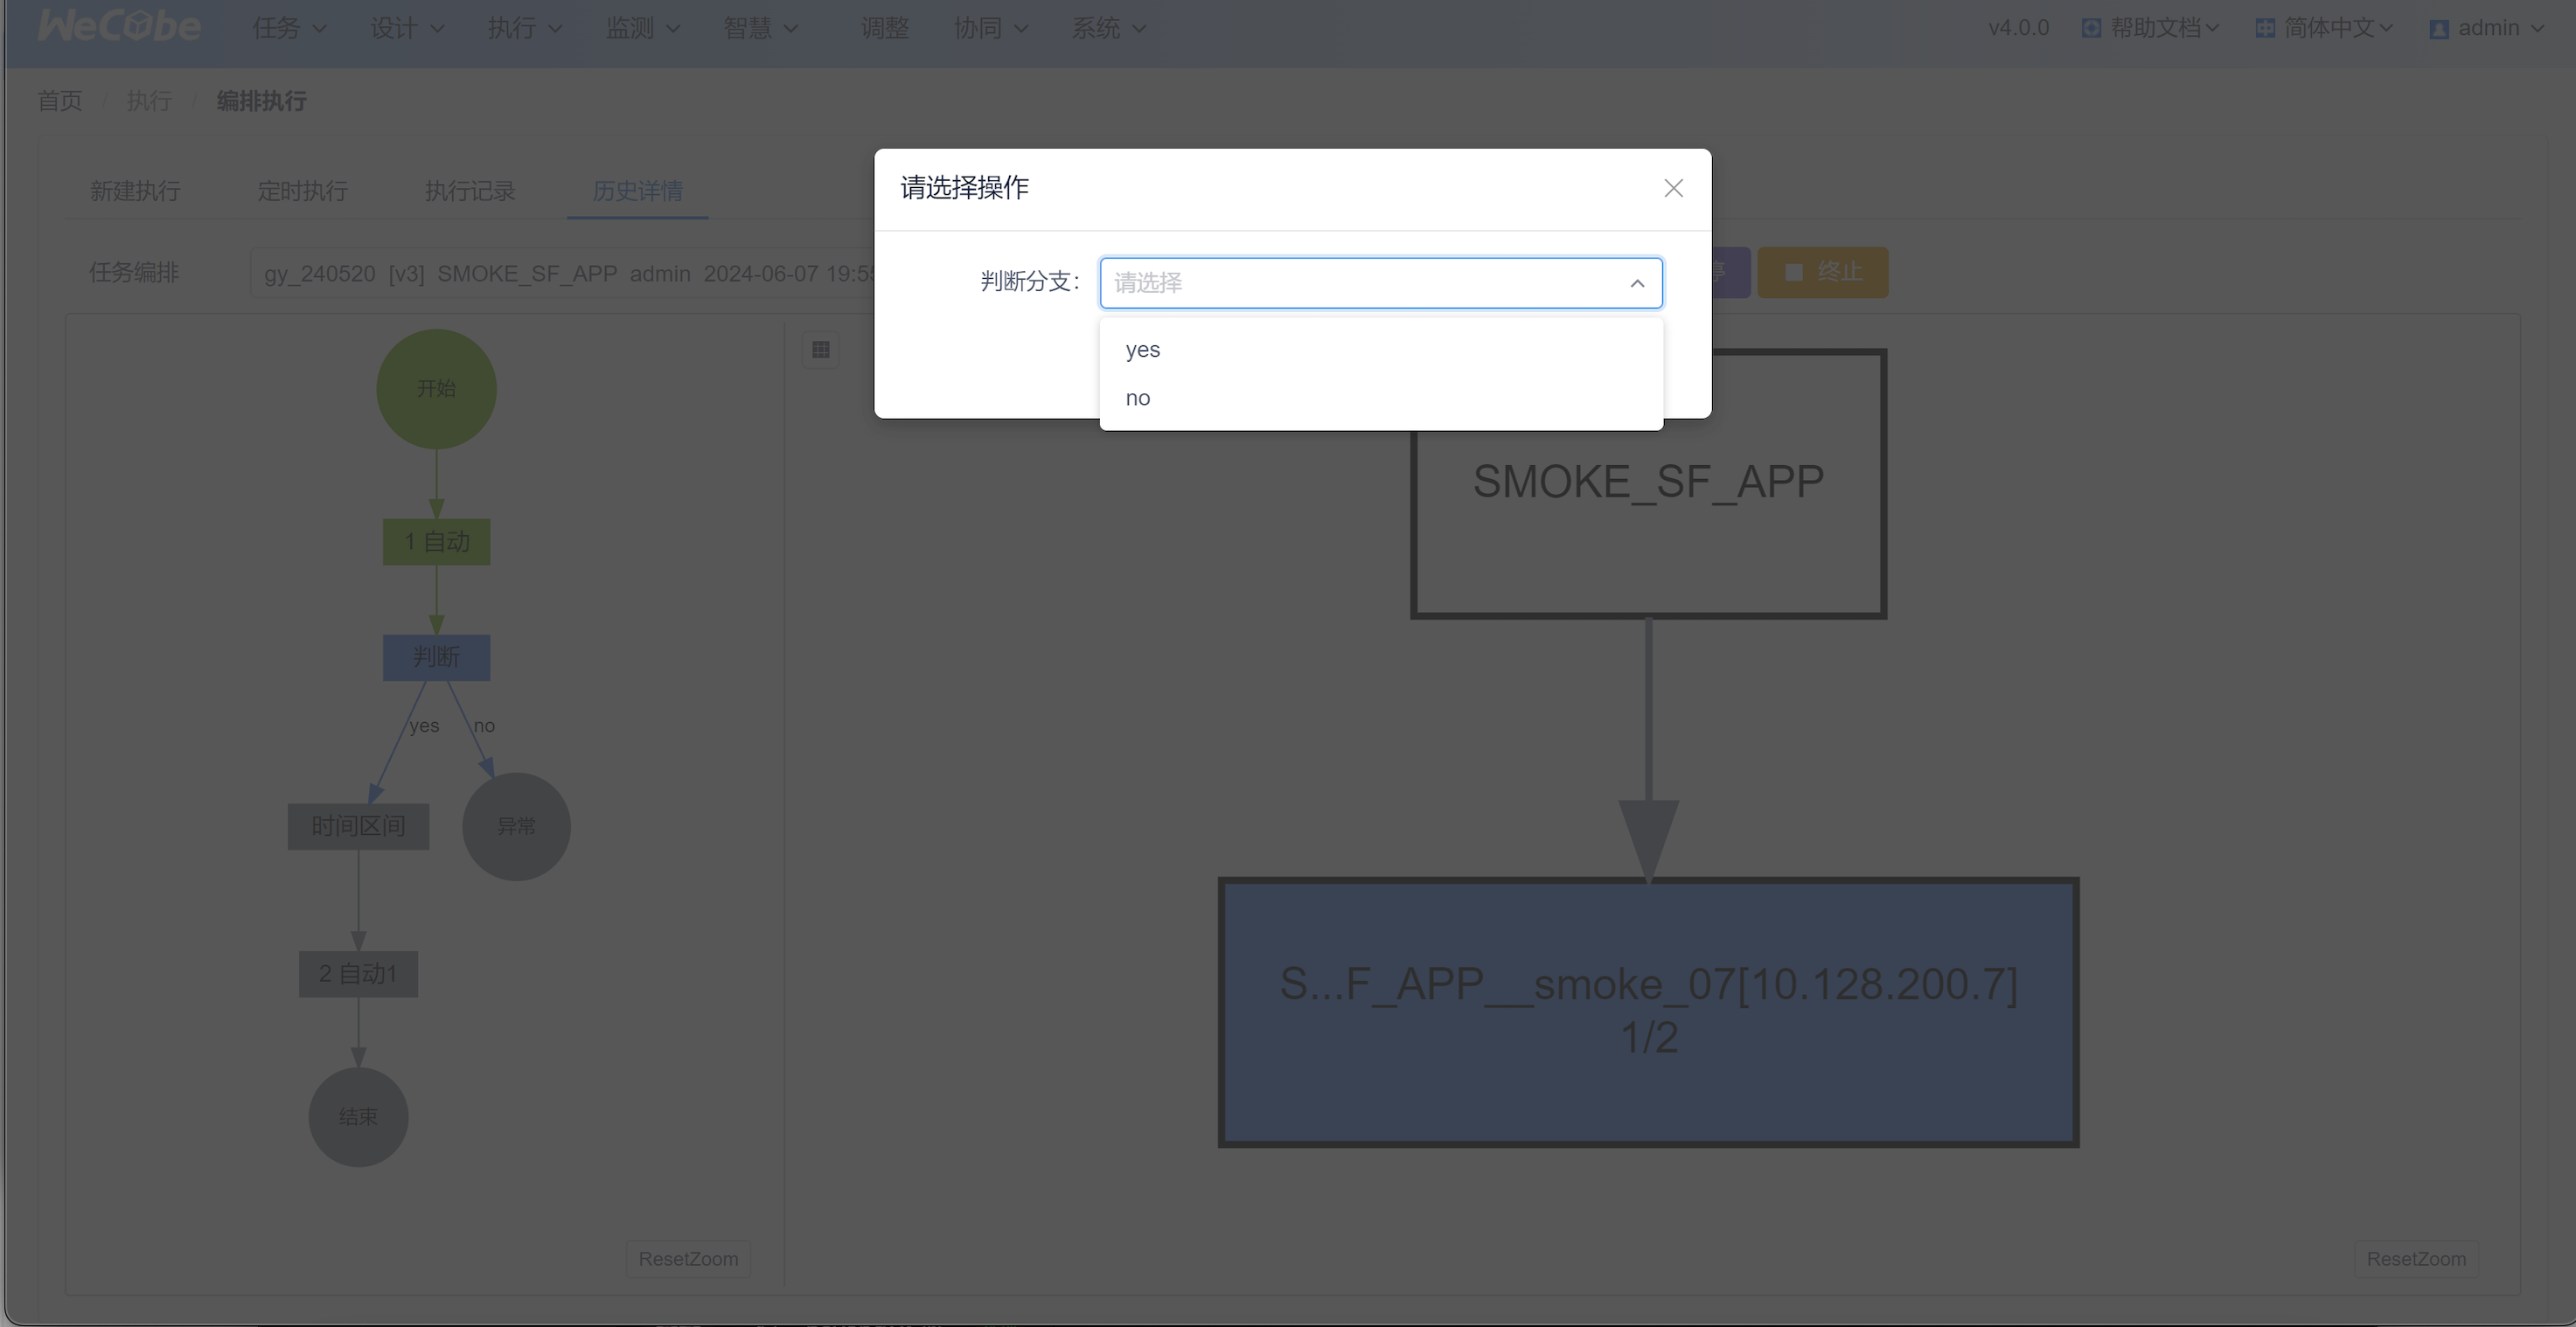 WeCube 任务 设计 执行 监测 智慧 调整 协同 系统 v4.0.0 帮助文档 简体中文 admin
首页 / 执行 / 编排执行
请选择操作
新建执行 定时执行 执行记录 历史详情
任务编排 gy_240520 [v3] SMOKE_SF_APP admin 2024-06-07 19:5
停 终止
判断分支：
请选择
yes
no
开始
1 自动
判断
yes no
时间区间
异常
2 自动1
结束
ResetZoom
SMOKE_SF_APP
S...F_APP__smoke_07[10.128.200.7]
1/2
ResetZoom